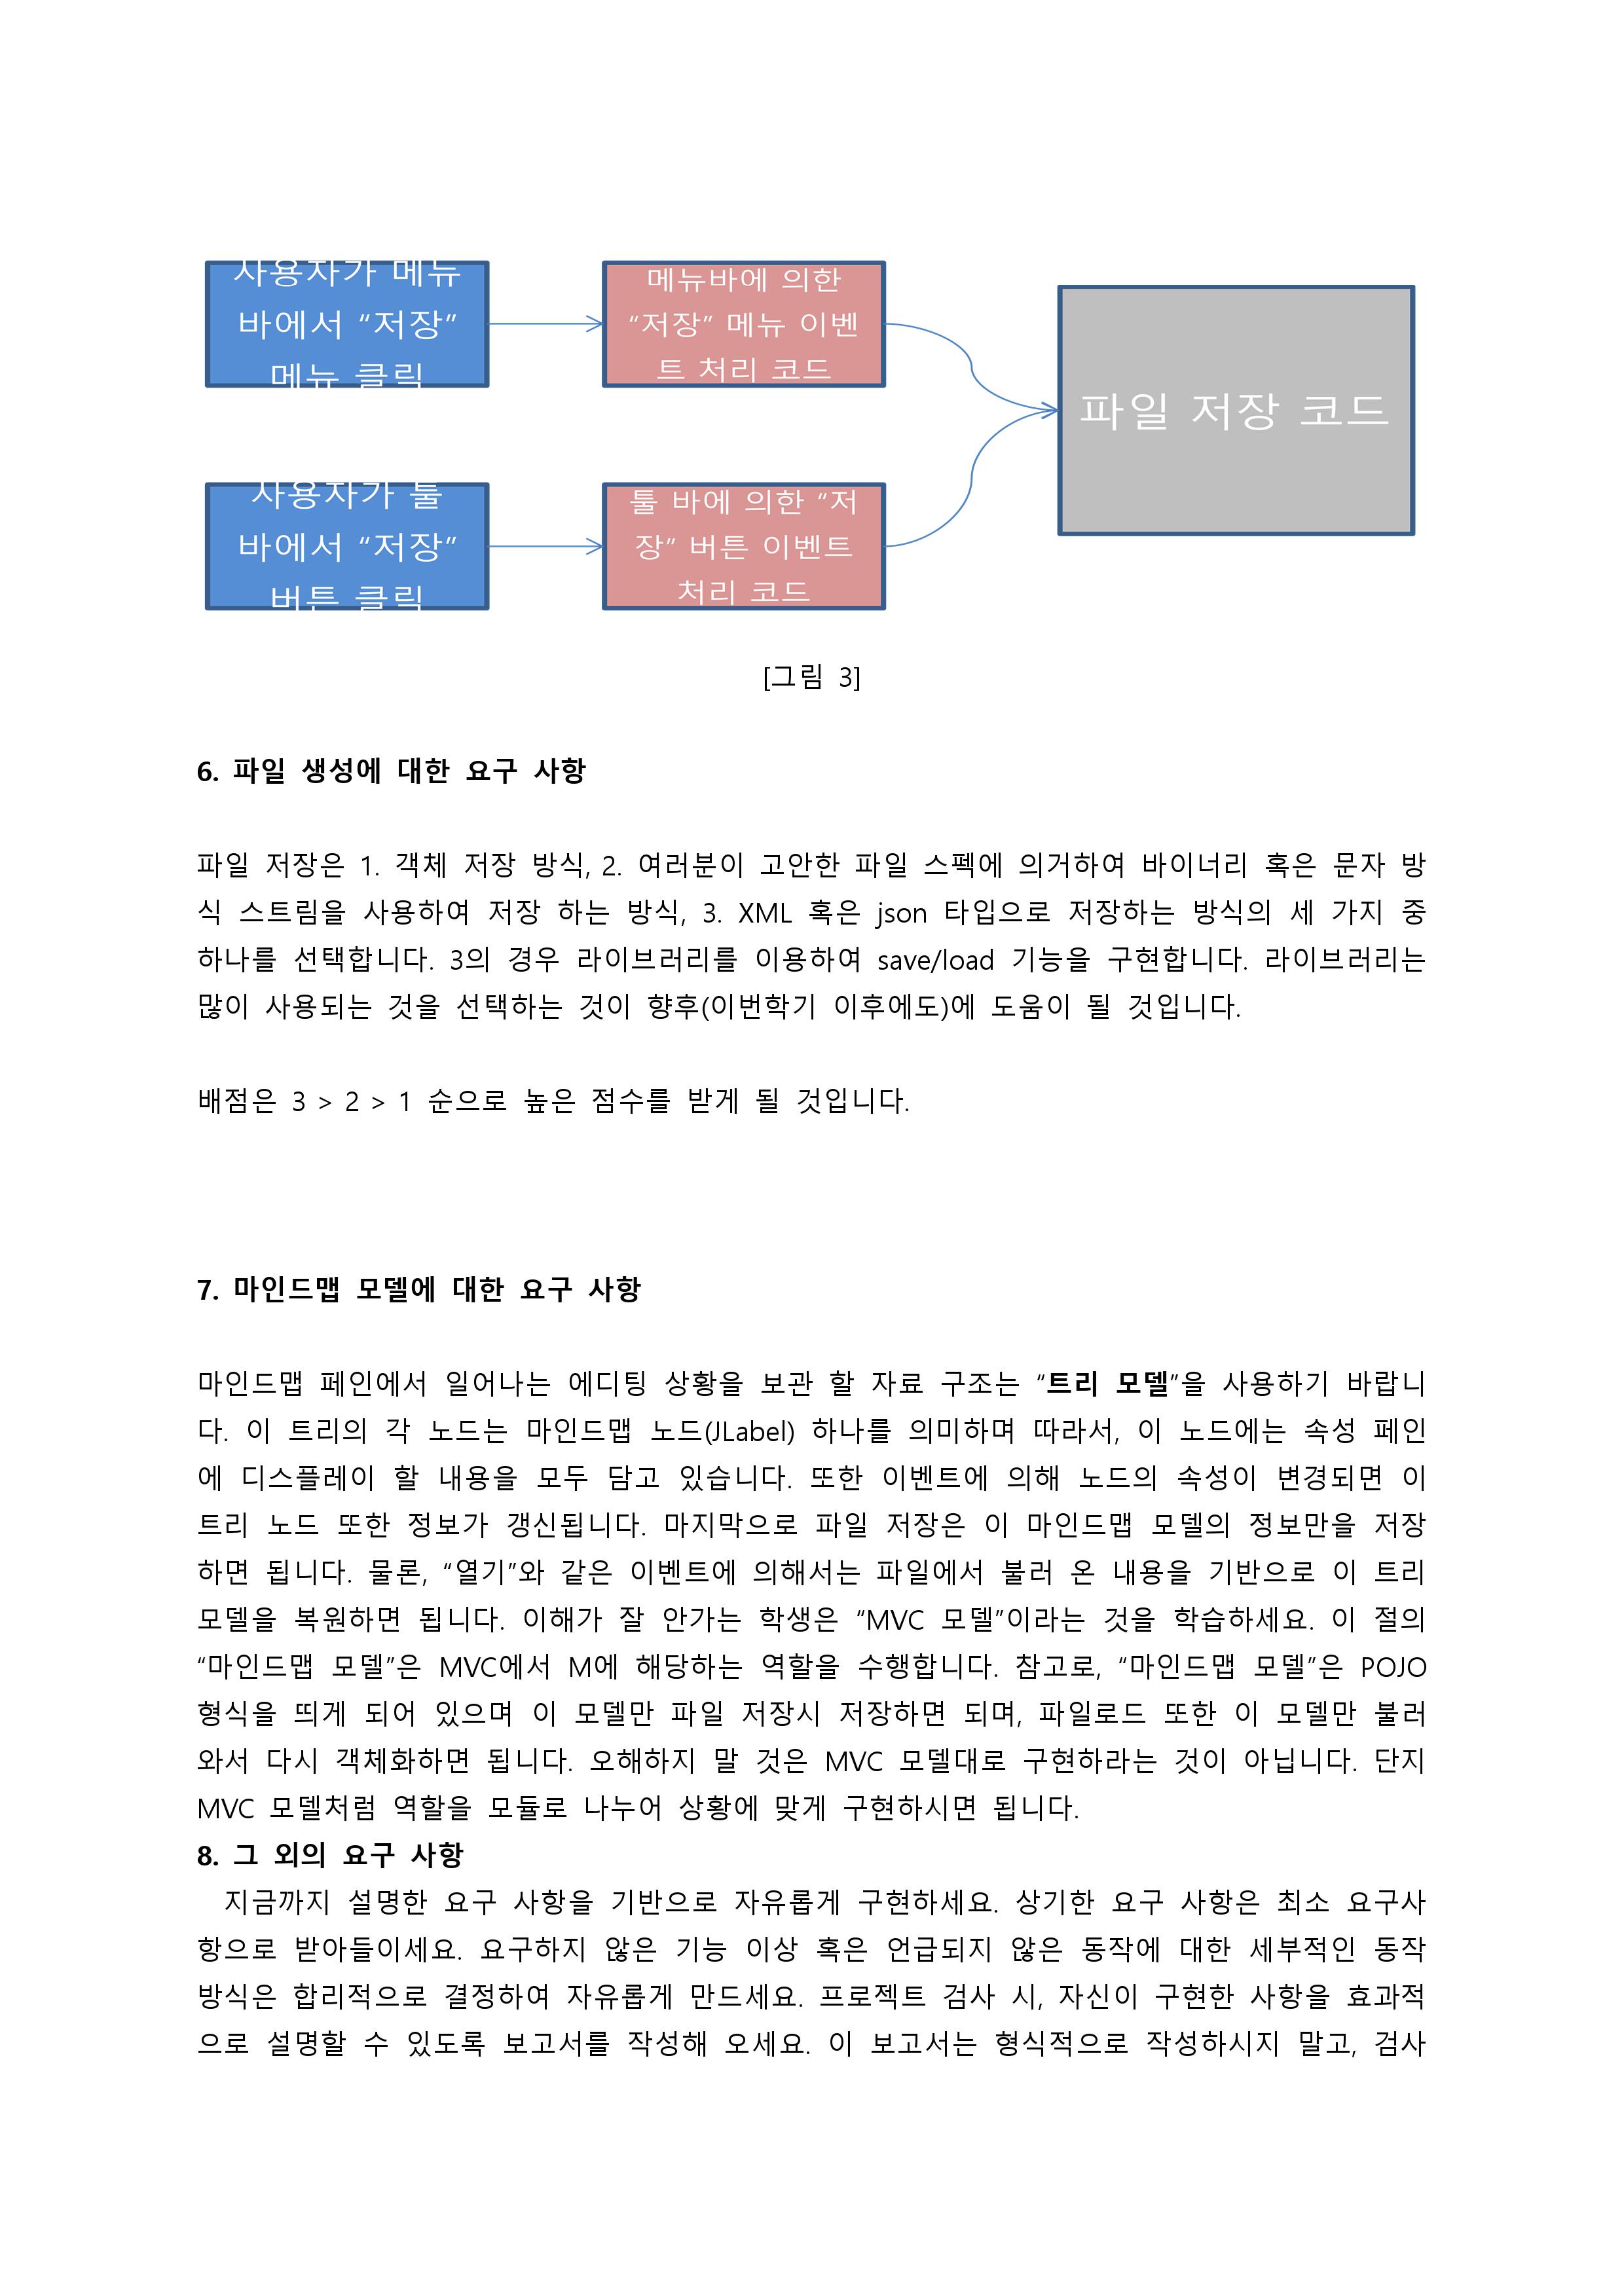 사용자가 메뉴
바에서 “저장”
메뉴 클릭
메뉴바에 의한
“저장” 메뉴 이벤
트 처리 코드
파일 저장 코드
사용자가 툴
바에서 “저장”
버튼 클릭
툴 바에 의한 “저
장” 버튼 이벤트
처리 코드
[그림 3]
6. 파일 생성에 대한 요구 사항
파일 저장은 1. 객체 저장 방식, 2. 여러분이 고안한 파일 스펙에 의거하여 바이너리 혹은 문자 방
식 스트림을 사용하여 저장 하는 방식, 3. XML 혹은 json 타입으로 저장하는 방식의 세 가지 중
하나를 선택합니다. 3의 경우 라이브러리를 이용하여 save/load 기능을 구현합니다. 라이브러리는
많이 사용되는 것을 선택하는 것이 향후(이번학기 이후에도)에 도움이 될 것입니다.
배점은 3 > 2 > 1 순으로 높은 점수를 받게 될 것입니다.
7. 마인드맵 모델에 대한 요구 사항
마인드맵 페인에서 일어나는 에디팅 상황을 보관 할 자료 구조는 “트리 모델”을 사용하기 바랍니
다. 이 트리의 각 노드는 마인드맵 노드(JLabel) 하나를 의미하며 따라서, 이 노드에는 속성 페인
에 디스플레이 할 내용을 모두 담고 있습니다. 또한 이벤트에 의해 노드의 속성이 변경되면 이
트리 노드 또한 정보가 갱신됩니다. 마지막으로 파일 저장은 이 마인드맵 모델의 정보만을 저장
하면 됩니다. 물론, “열기”와 같은 이벤트에 의해서는 파일에서 불러 온 내용을 기반으로 이 트리
모델을 복원하면 됩니다. 이해가 잘 안가는 학생은 “MVC 모델”이라는 것을 학습하세요. 이 절의
“마인드맵 모델”은 MVC에서 M에 해당하는 역할을 수행합니다. 참고로, “마인드맵 모델”은 POJO
형식을 띄게 되어 있으며 이 모델만 파일 저장시 저장하면 되며, 파일로드 또한 이 모델만 불러
와서 다시 객체화하면 됩니다. 오해하지 말 것은 MVC 모델대로 구현하라는 것이 아닙니다. 단지
MVC 모델처럼 역할을 모듈로 나누어 상황에 맞게 구현하시면 됩니다.
8. 그 외의 요구 사항
지금까지 설명한 요구 사항을 기반으로 자유롭게 구현하세요. 상기한 요구 사항은 최소 요구사
항으로 받아들이세요. 요구하지 않은 기능 이상 혹은 언급되지 않은 동작에 대한 세부적인 동작
방식은 합리적으로 결정하여 자유롭게 만드세요. 프로젝트 검사 시, 자신이 구현한 사항을 효과적
으로 설명할 수 있도록 보고서를 작성해 오세요. 이 보고서는 형식적으로 작성하시지 말고, 검사